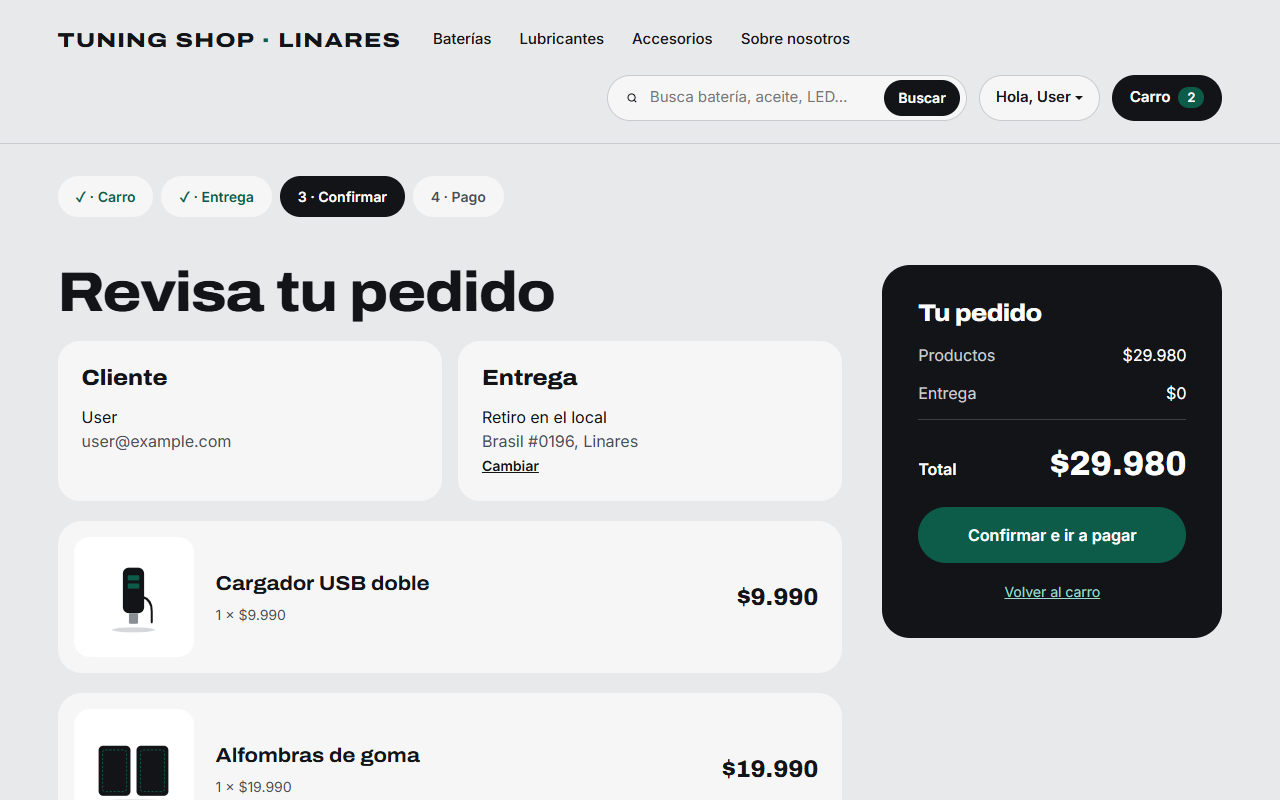 TUNING SHOP · LINARES
Baterías
Lubricantes
Accesorios
Sobre nosotros
Busca batería, aceite, LED...
Buscar
Hola, User
Carro 2
✓ · Carro
✓ · Entrega
3 · Confirmar
4 · Pago
Revisa tu pedido
Cliente
User
user@example.com
Entrega
Retiro en el local
Brasil #0196, Linares
Cambiar
Cargador USB doble
1 × $9.990
$9.990
Alfombras de goma
1 × $19.990
$19.990
Tu pedido
Productos $29.980
Entrega $0
Total $29.980
Confirmar e ir a pagar
Volver al carro